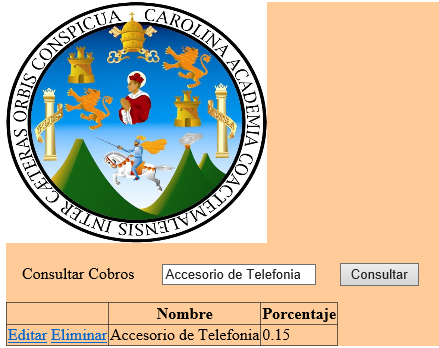 CAROLINA ACADEMIA COACTEMALENSIS INTER CÆTERAS ORBIS CONSPICUA
Consultar Cobros Accesorio de Telefonia Consultar
Nombre Porcentaje
Editar Eliminar Accesorio de Telefonia 0.15